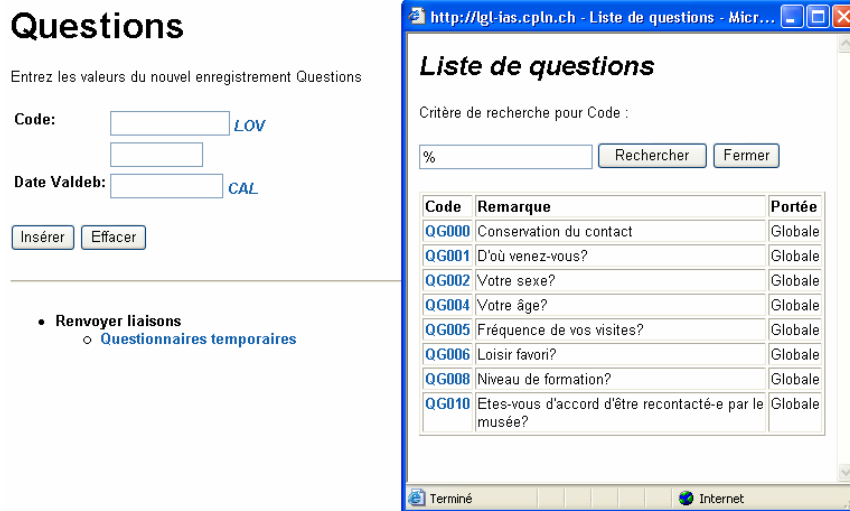 Questions
Entrez les valeurs du nouvel enregistrement Questions
Code:
LOV
Date Valdeb:
CAL
Insérer Effacer
• Renvoyer liaisons
o Questionnaires temporaires
http://lgl-ias.cpln.ch - Liste de questions - Micr...
Liste de questions
Critère de recherche pour Code :
% Rechercher Fermer
Code Remarque Portée
QG000 Conservation du contact Globale
QG001 D'où venez-vous? Globale
QG002 Votre sexe? Globale
QG004 Votre âge? Globale
QG005 Fréquence de vos visites? Globale
QG006 Loisir favori? Globale
QG008 Niveau de formation? Globale
QG010 Etes-vous d'accord d'être recontacté-e par le Globale
musée?
Terminé Internet